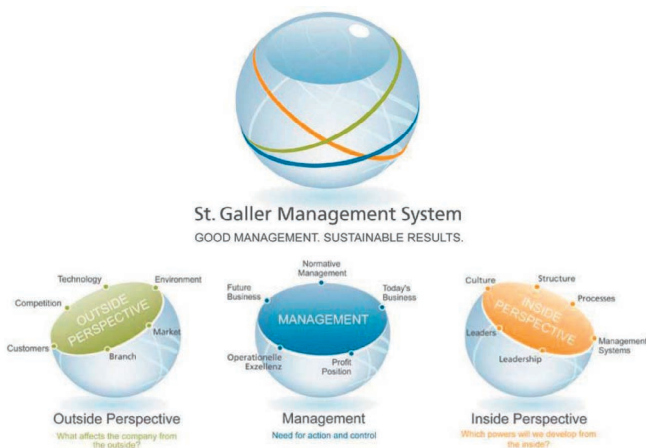 St. Galler Management System
GOOD MANAGEMENT. SUSTAINABLE RESULTS.
Technology
Environment
Competition
OUTSIDE
PERSPECTIVE
Market
Customers
Branch
Outside Perspective
What affects the company from
the outside?
Normative
Management
Future
Business
Today's
Business
MANAGEMENT
Operationelle
Exzellenz
Profit
Position
Management
Need for action and control
Culture
Structure
Processes
INSIDE
PERSPECTIVE
Leaders
Management
Systems
Leadership
Inside Perspective
Which powers will we develop from
the inside?